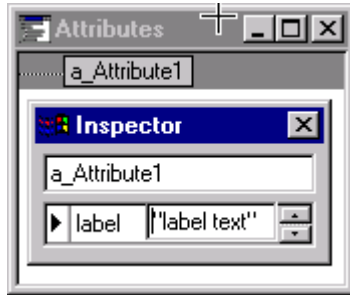 Attributes
a_Attribute1
Inspector
a_Attribute1
label "label text"